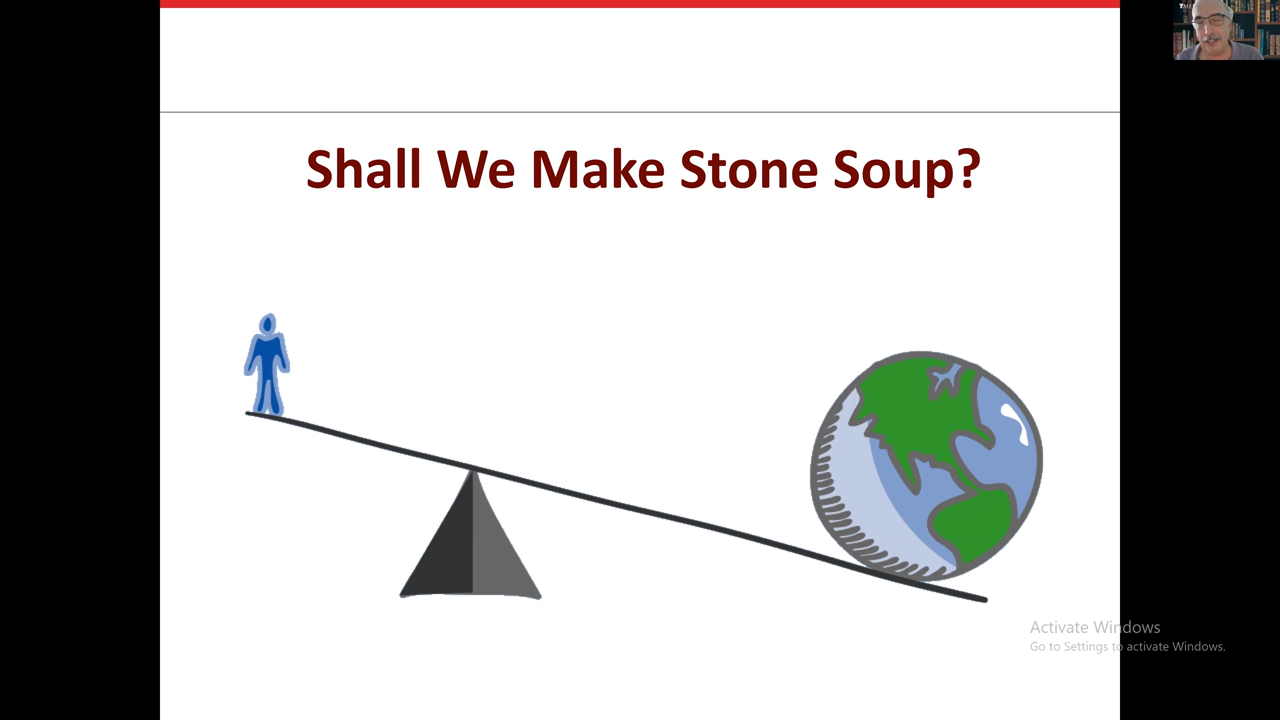 Shall We Make Stone Soup?
Activate Windows
Go to Settings to activate Windows.